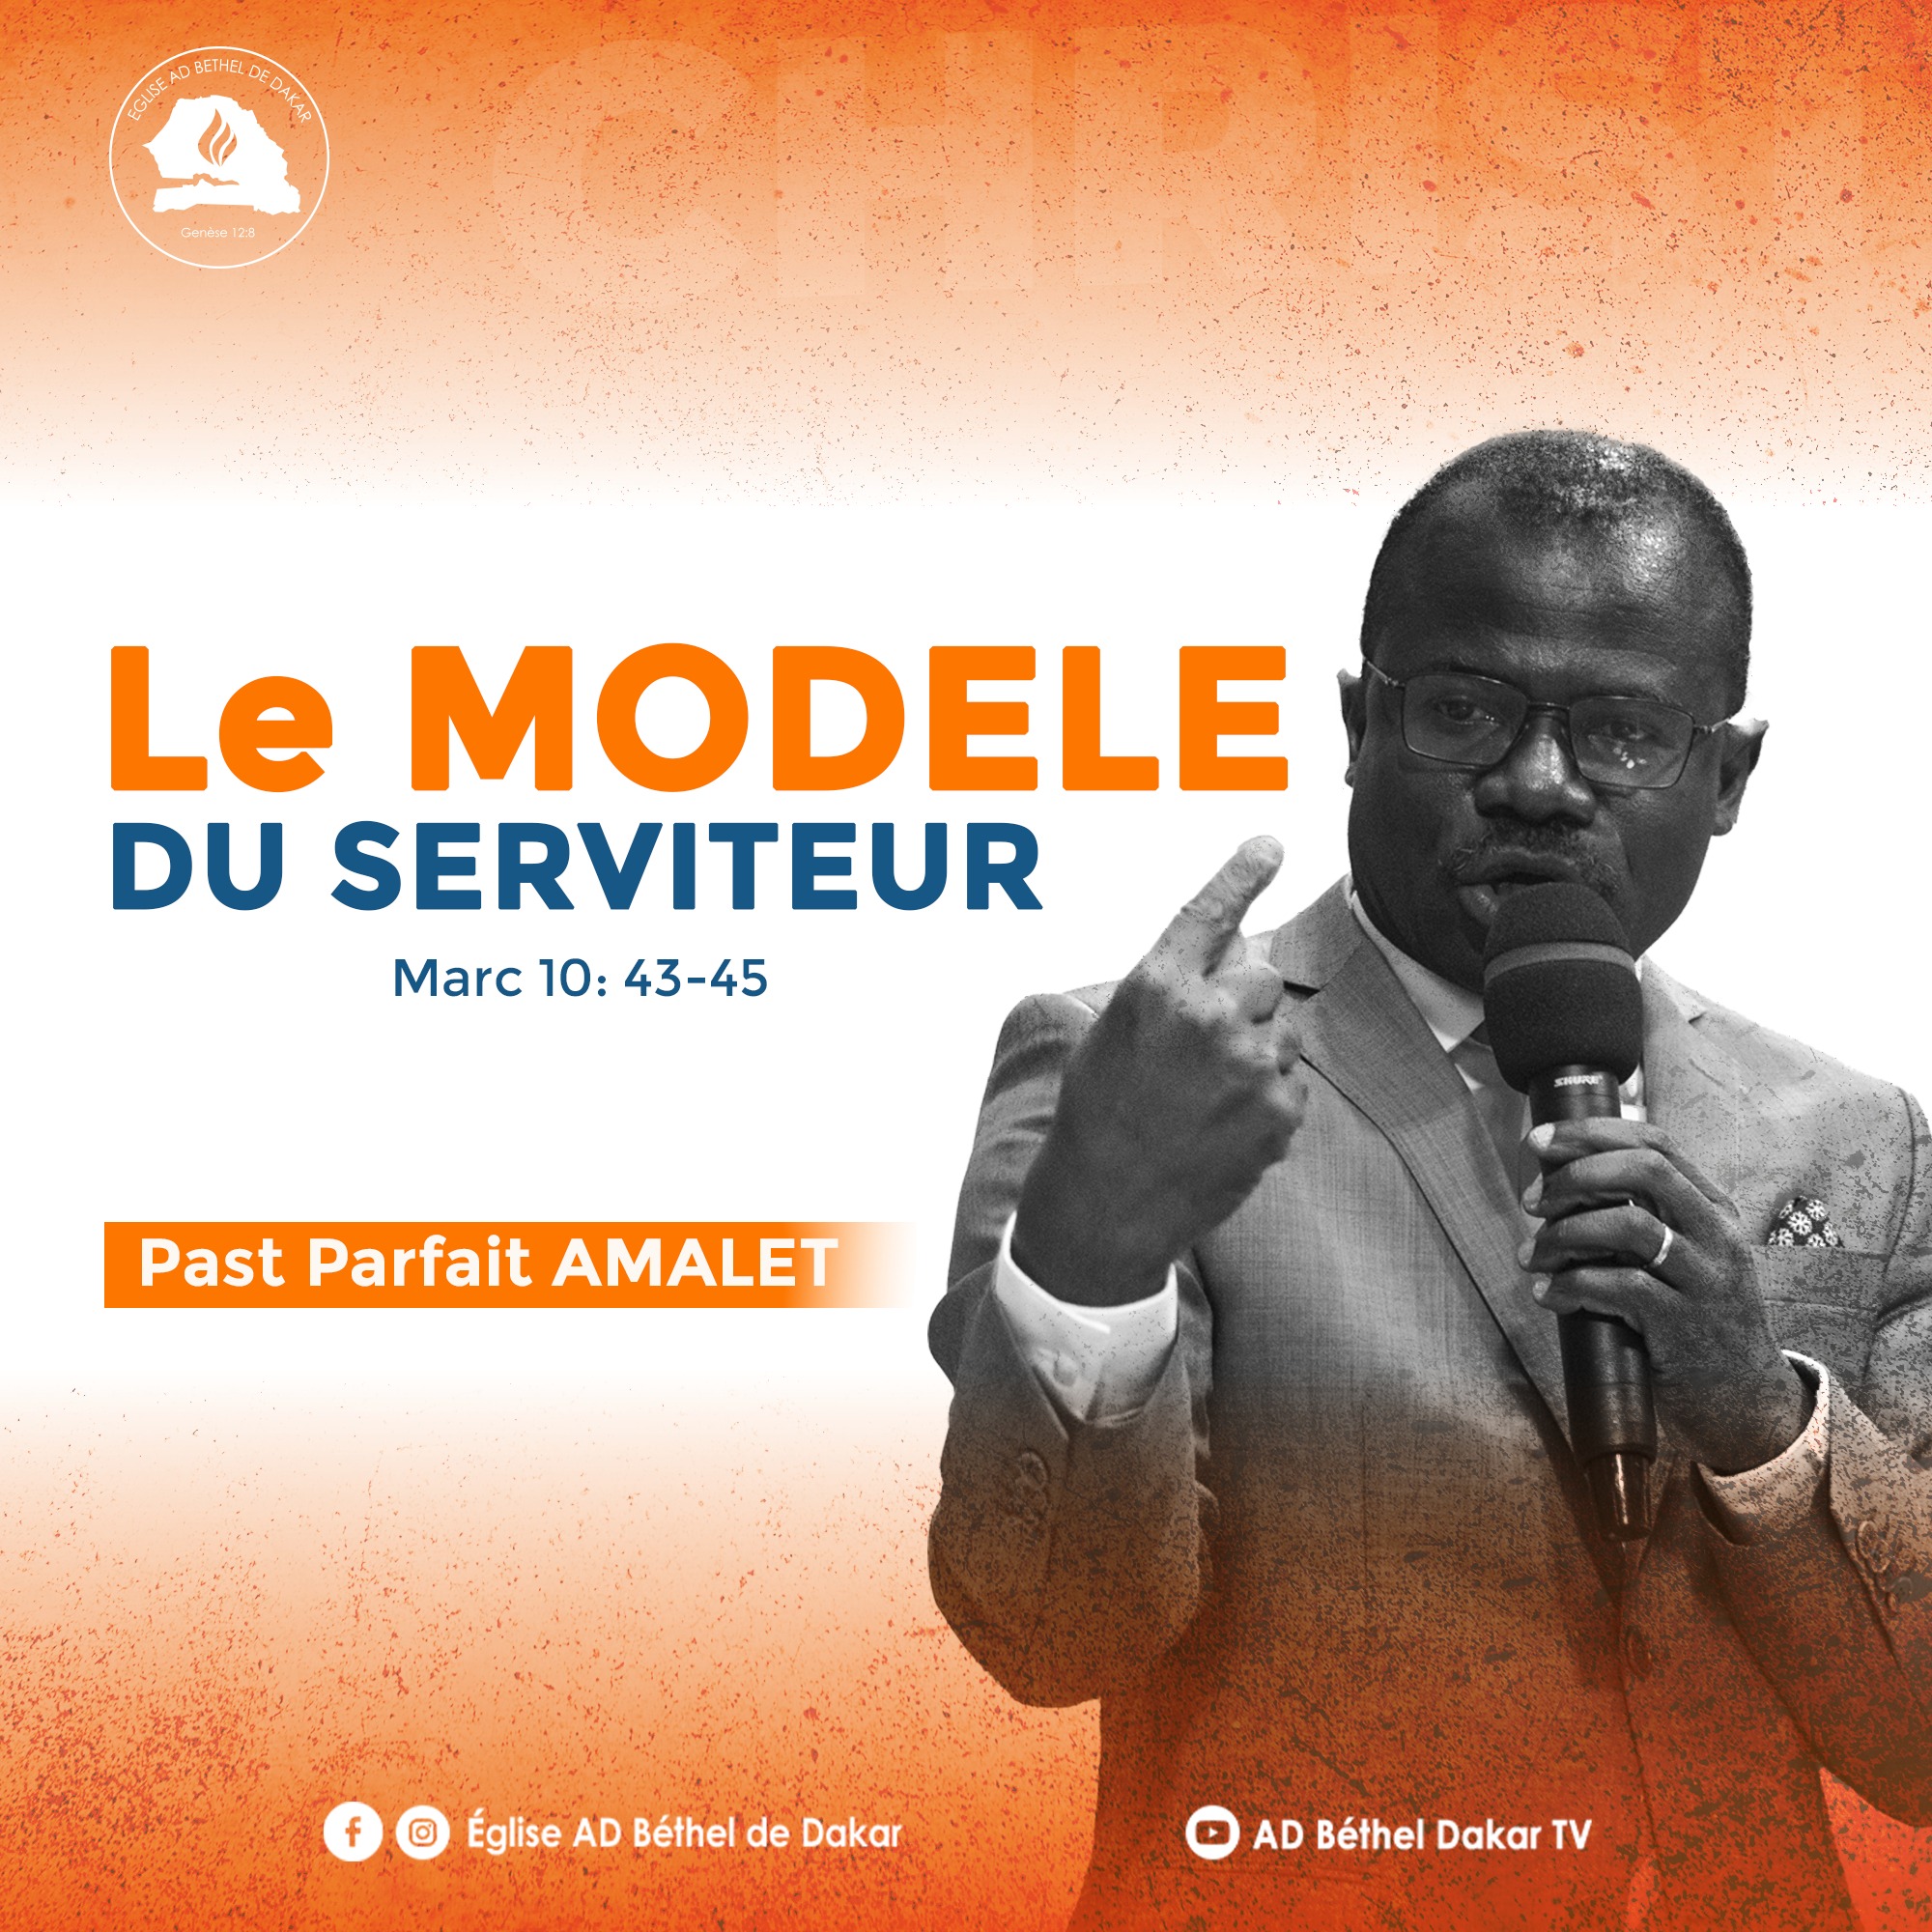 EGLISE AD BETHEL DE DAKAR
Genèse 12:8
CHRIST
Le MODELE
DU SERVITEUR
Marc 10: 43-45
Past Parfait AMALET
SHURE
Église AD Béthel de Dakar
AD Béthel Dakar TV